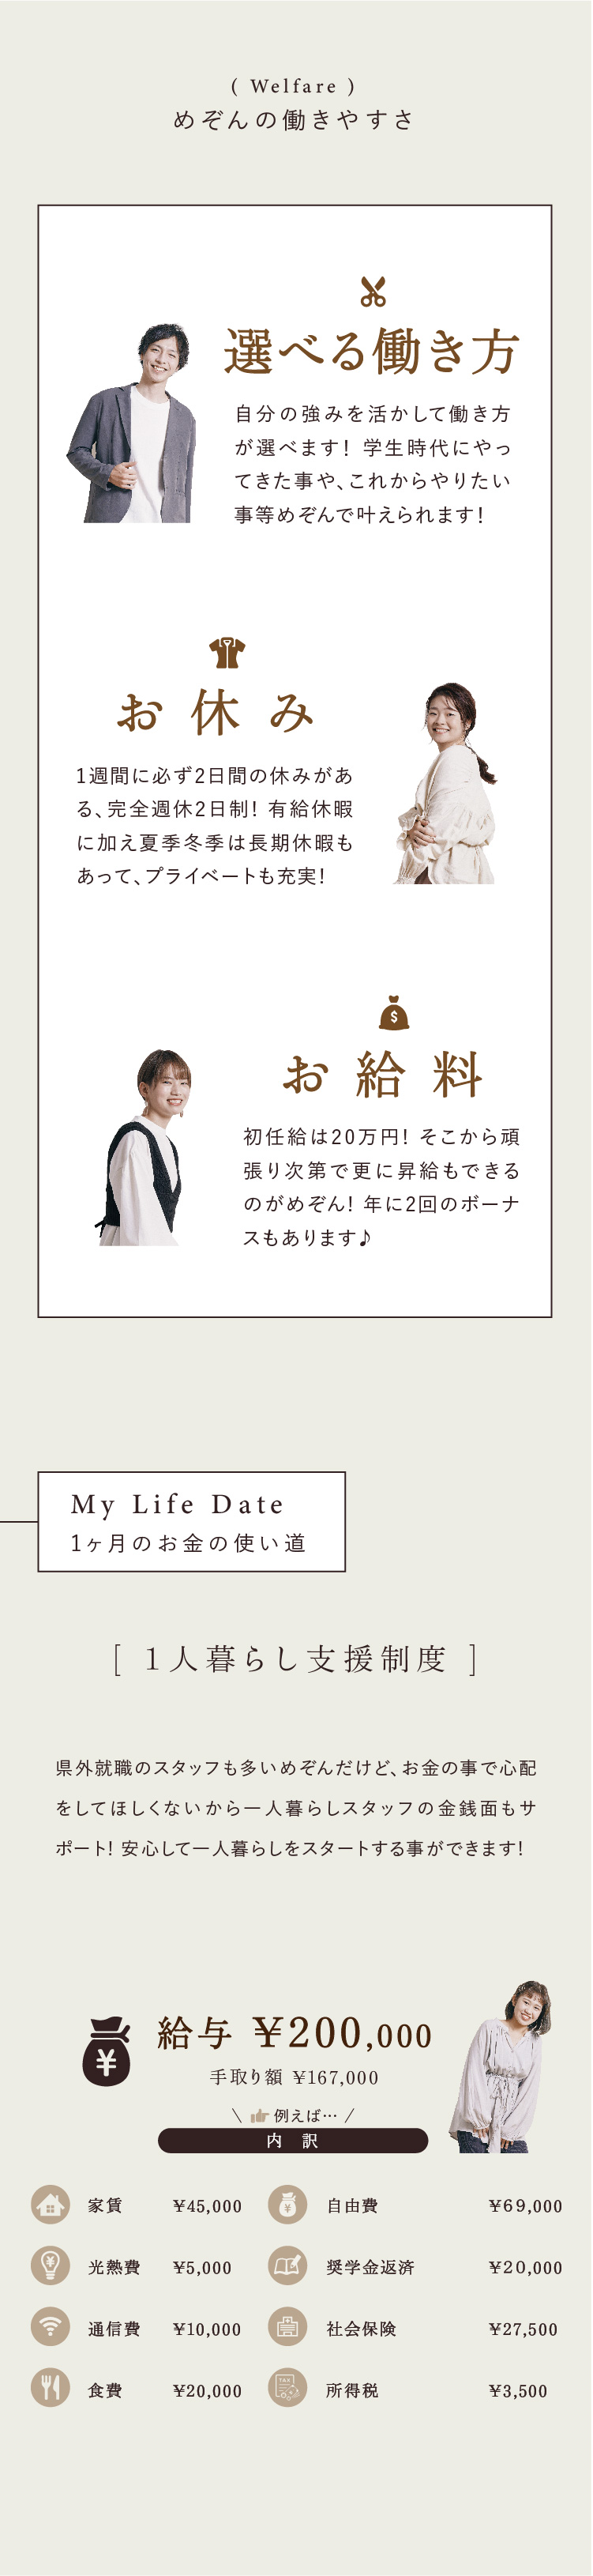 ( Welfare )
めぞんの働きやすさ
選べる働き方
自分の強みを活かして働き方
が選べます! 学生時代にやっ
てきた事や、これからやりたい
事等めぞんで叶えられます!
お休み
1週間に必ず2日間の休みがあ
る、完全週休2日制! 有給休暇
に加え夏季冬季は長期休暇も
あって、プライベートも充実!
$
お給料
初任給は20万円! そこから頑
張り次第で更に昇給もできる
のがめぞん! 年に2回のボーナ
スもあります♪
My Life Date
1ヶ月のお金の使い道
[ 1人暮らし支援制度 ]
県外就職のスタッフも多いめぞんだけど、お金の事で心配
をしてほしくないから一人暮らしスタッフの金銭面もサ
ポート! 安心して一人暮らしをスタートする事ができます!
¥
給与 ¥200,000
手取り額 ¥167,000
\ 例えば… /
内 訳
家賃 ¥45,000
自由費 ¥69,000
光熱費 ¥5,000
奨学金返済 ¥20,000
通信費 ¥10,000
社会保険 ¥27,500
食費 ¥20,000
TAX
所得税 ¥3,500